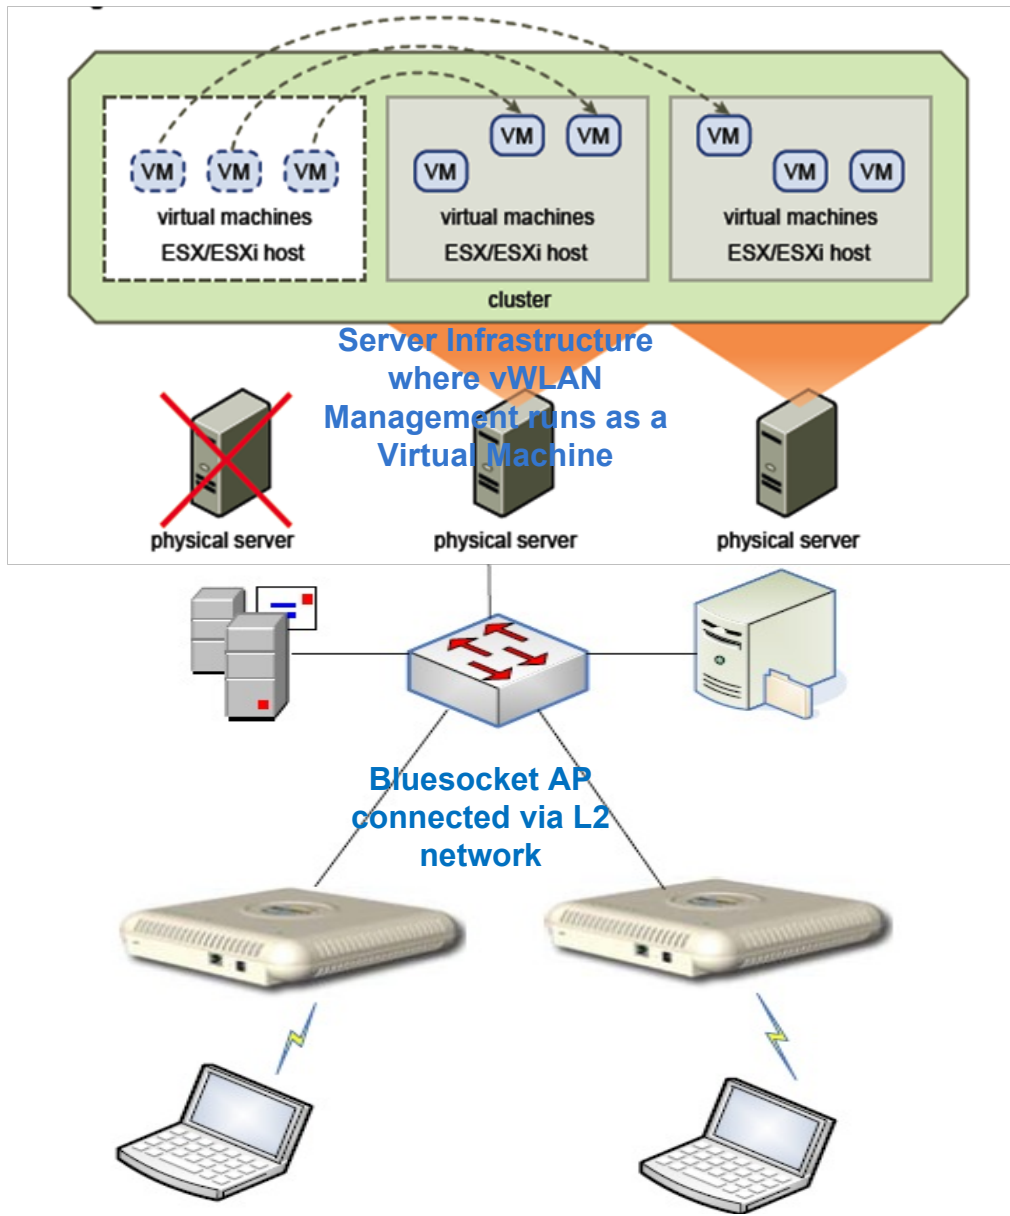 VM VM VM
virtual machines
ESX/ESXi host
VM VM
VM
virtual machines
ESX/ESXi host
VM
VM VM
virtual machines
ESX/ESXi host
cluster
Server Infrastructure
where vWLAN
Management runs as a
Virtual Machine
physical server
physical server
physical server
Bluesocket AP
connected via L2
network